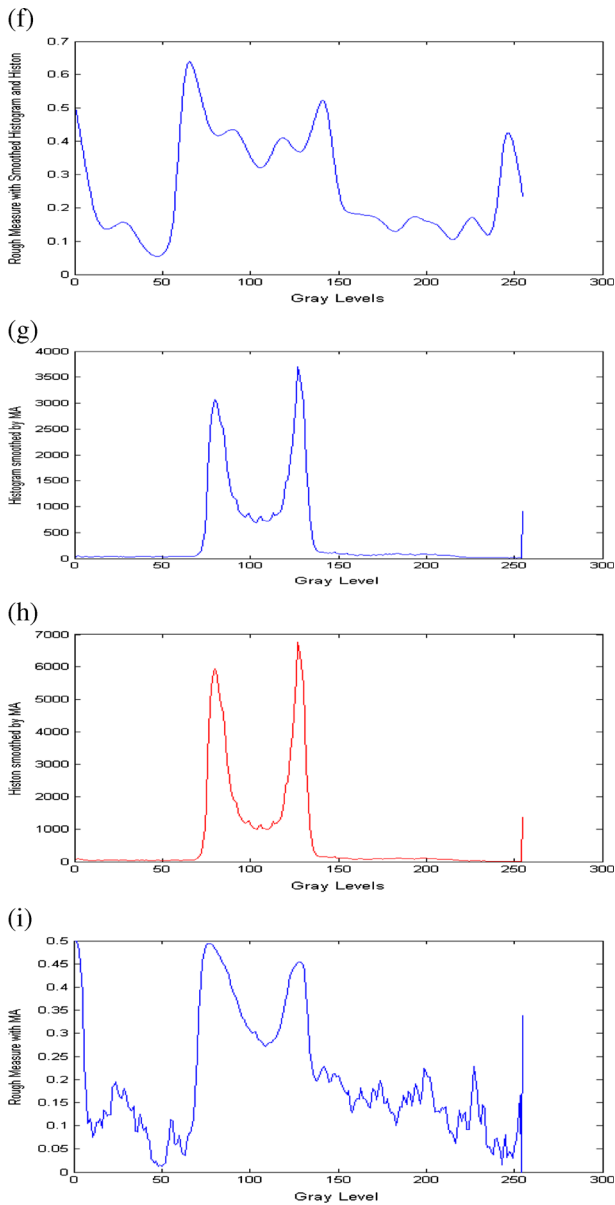 (f)
Rough Measure with Smoothed Histogram and Histon
0.7
0.6
0.5
0.4
0.3
0.2
0.1
0
0 50 100 150 200 250 300
Gray Levels
(g)
Histogram smoothed by MA
4000
3500
3000
2500
2000
1500
1000
500
0
0 50 100 150 200 250 300
Gray Level
(h)
Histon smoothed by MA
7000
6000
5000
4000
3000
2000
1000
0
0 50 100 150 200 250 300
Gray Levels
(i)
Rough Measure with MA
0.5
0.45
0.4
0.35
0.3
0.25
0.2
0.15
0.1
0.05
0
0 50 100 150 200 250 300
Gray Level